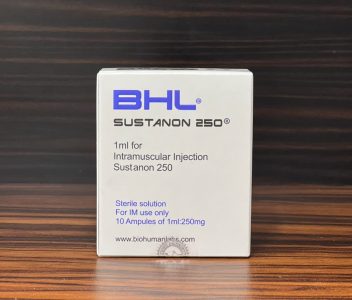 BHL®
SUSTANON 250®
1ml for
Intramuscular Injection
Sustanon 250
Sterile solution
For IM use only
10 Ampules of 1ml:250mg
www.biohumanlabs.com